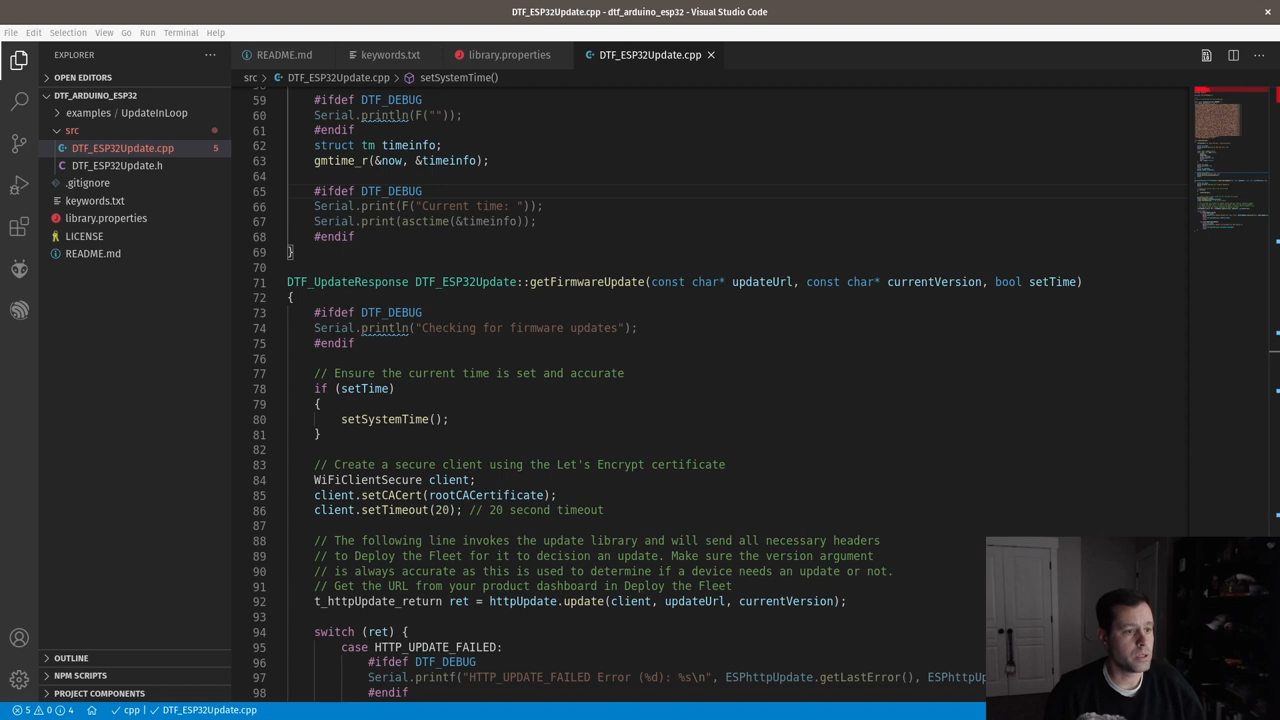 DTF_ESP32Update.cpp - dtf_arduino_esp32 - Visual Studio Code
File Edit Selection View Go Run Terminal Help
EXPLORER
OPEN EDITORS
DTF_ARDUINO_ESP32
examples / UpdateInLoop
src
DTF_ESP32Update.cpp 5
DTF_ESP32Update.h
.gitignore
keywords.txt
library.properties
LICENSE
README.md
OUTLINE
NPM SCRIPTS
PROJECT COMPONENTS
README.md keywords.txt library.properties DTF_ESP32Update.cpp
src > DTF_ESP32Update.cpp > setSystemTime()
59 #ifdef DTF_DEBUG
60 Serial.println(F(""));
61 #endif
62 struct tm timeinfo;
63 gmtime_r(&now, &timeinfo);
64
65 #ifdef DTF_DEBUG
66 Serial.print(F("Current time: "));
67 Serial.print(asctime(&timeinfo));
68 #endif
69 }
70
71 DTF_UpdateResponse DTF_ESP32Update::getFirmwareUpdate(const char* updateUrl, const char* currentVersion, bool setTime)
72 {
73 #ifdef DTF_DEBUG
74 Serial.println("Checking for firmware updates");
75 #endif
76
77 // Ensure the current time is set and accurate
78 if (setTime)
79 {
80 setSystemTime();
81 }
82
83 // Create a secure client using the Let's Encrypt certificate
84 WiFiClientSecure client;
85 client.setCACert(rootCACertificate);
86 client.setTimeout(20); // 20 second timeout
87
88 // The following line invokes the update library and will send all necessary headers
89 // to Deploy the Fleet for it to decision an update. Make sure the version argument
90 // is always accurate as this is used to determine if a device needs an update or not.
91 // Get the URL from your product dashboard in Deploy the Fleet
92 t_httpUpdate_return ret = httpUpdate.update(client, updateUrl, currentVersion);
93
94 switch (ret) {
95 case HTTP_UPDATE_FAILED:
96 #ifdef DTF_DEBUG
97 Serial.printf("HTTP_UPDATE_FAILED Error (%d): %s\n", ESPhttpUpdate.getLastError(), ESPhttpUp
98 #endif
5 0 4 cpp | DTF_ESP32Update.cpp